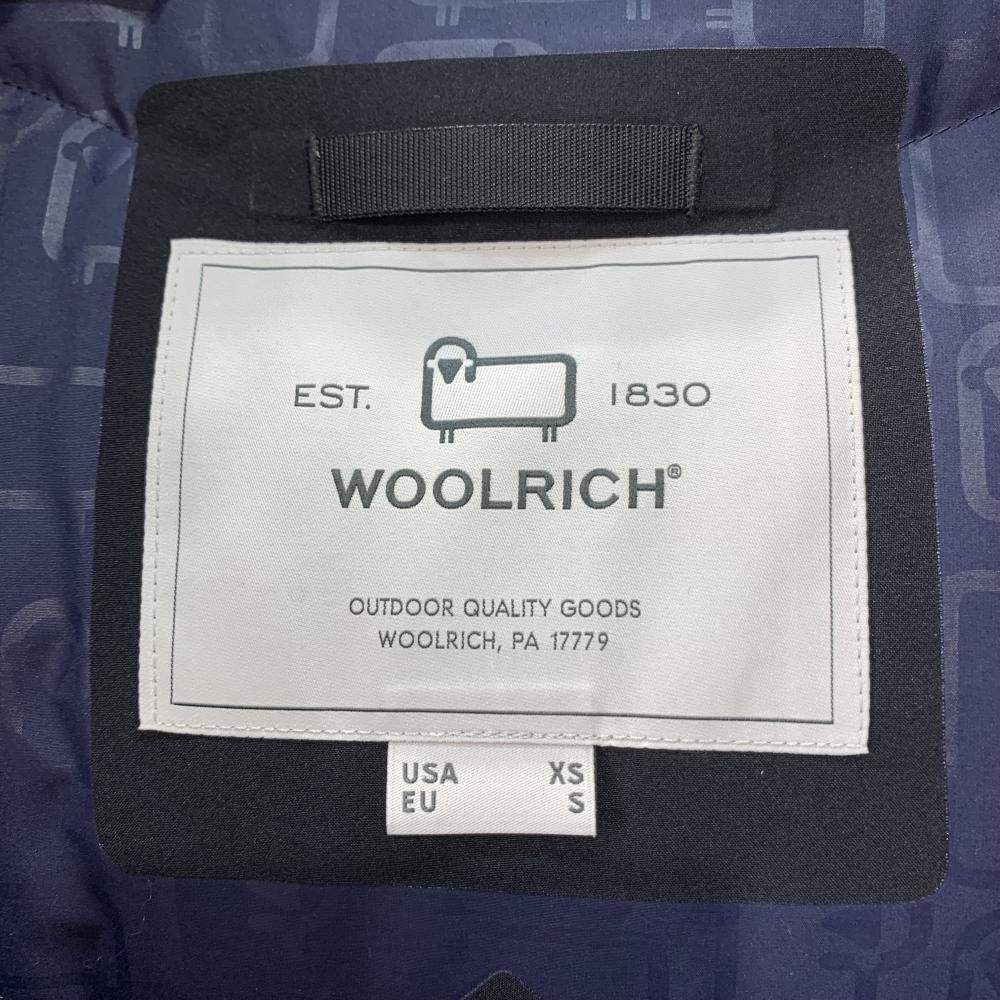 EST. 1830
WOOLRICH®
OUTDOOR QUALITY GOODS
WOOLRICH, PA 17779
USA XS
EU S